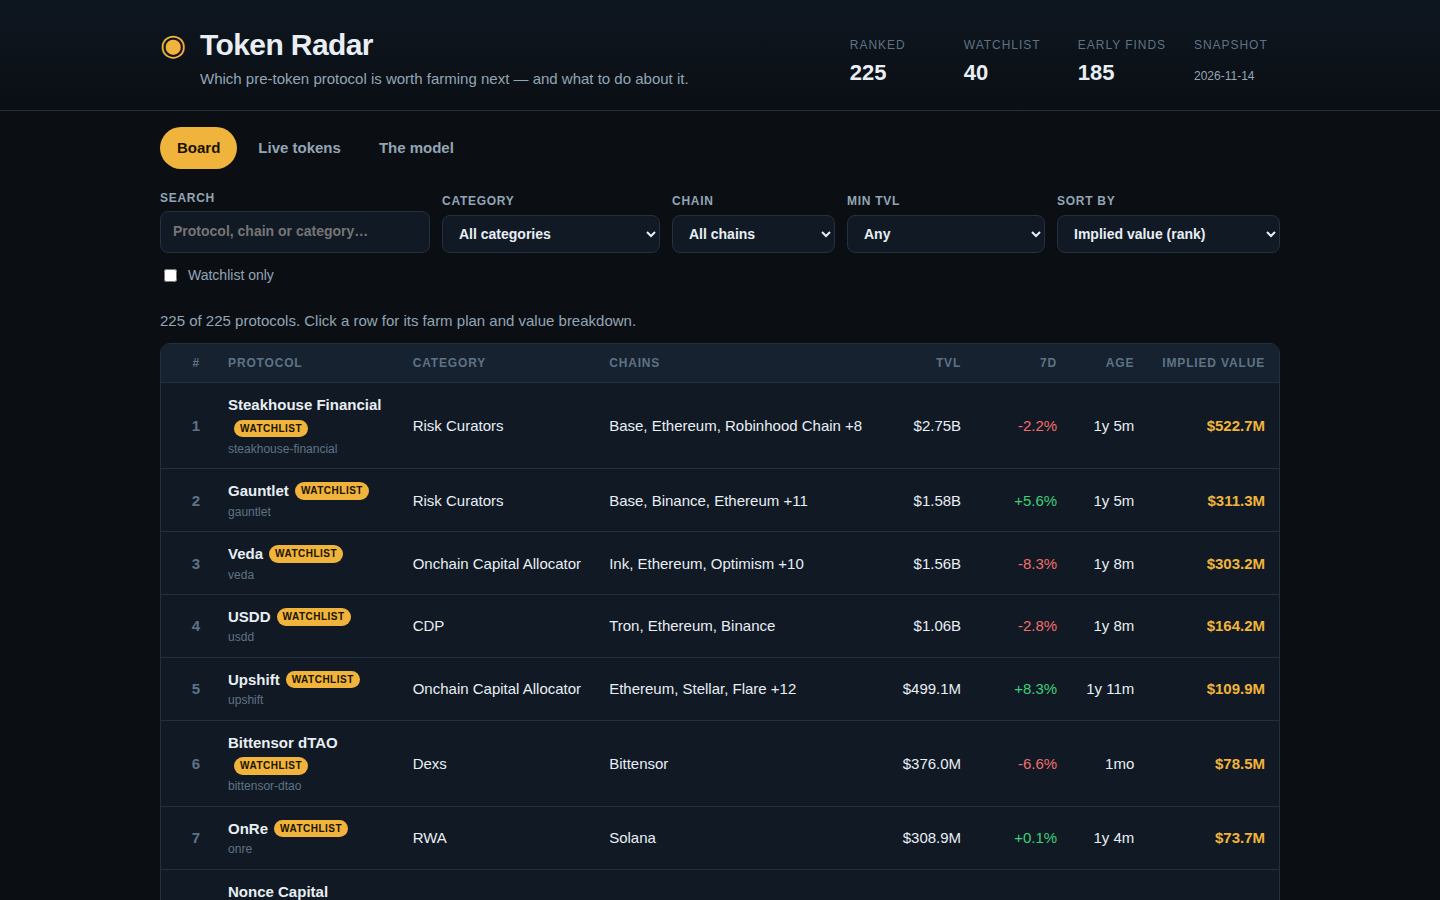 Token Radar
Which pre-token protocol is worth farming next — and what to do about it.
RANKED WATCHLIST EARLY FINDS SNAPSHOT
225 40 185 2026-11-14
Board Live tokens The model
SEARCH CATEGORY CHAIN MIN TVL SORT BY
Protocol, chain or category… All categories All chains Any Implied value (rank)
Watchlist only
225 of 225 protocols. Click a row for its farm plan and value breakdown.
# PROTOCOL CATEGORY CHAINS TVL 7D AGE IMPLIED VALUE
Steakhouse Financial
1 WATCHLIST Risk Curators Base, Ethereum, Robinhood Chain +8 $2.75B -2.2% 1y 5m $522.7M
steakhouse-financial
2 Gauntlet WATCHLIST Risk Curators Base, Binance, Ethereum +11 $1.58B +5.6% 1y 5m $311.3M
gauntlet
3 Veda WATCHLIST Onchain Capital Allocator Ink, Ethereum, Optimism +10 $1.56B -8.3% 1y 8m $303.2M
veda
4 USDD WATCHLIST CDP Tron, Ethereum, Binance $1.06B -2.8% 1y 8m $164.2M
usdd
5 Upshift WATCHLIST Onchain Capital Allocator Ethereum, Stellar, Flare +12 $499.1M +8.3% 1y 11m $109.9M
upshift
Bittensor dTAO
6 WATCHLIST Dexs Bittensor $376.0M -6.6% 1mo $78.5M
bittensor-dtao
7 OnRe WATCHLIST RWA Solana $308.9M +0.1% 1y 4m $73.7M
onre
Nonce Capital